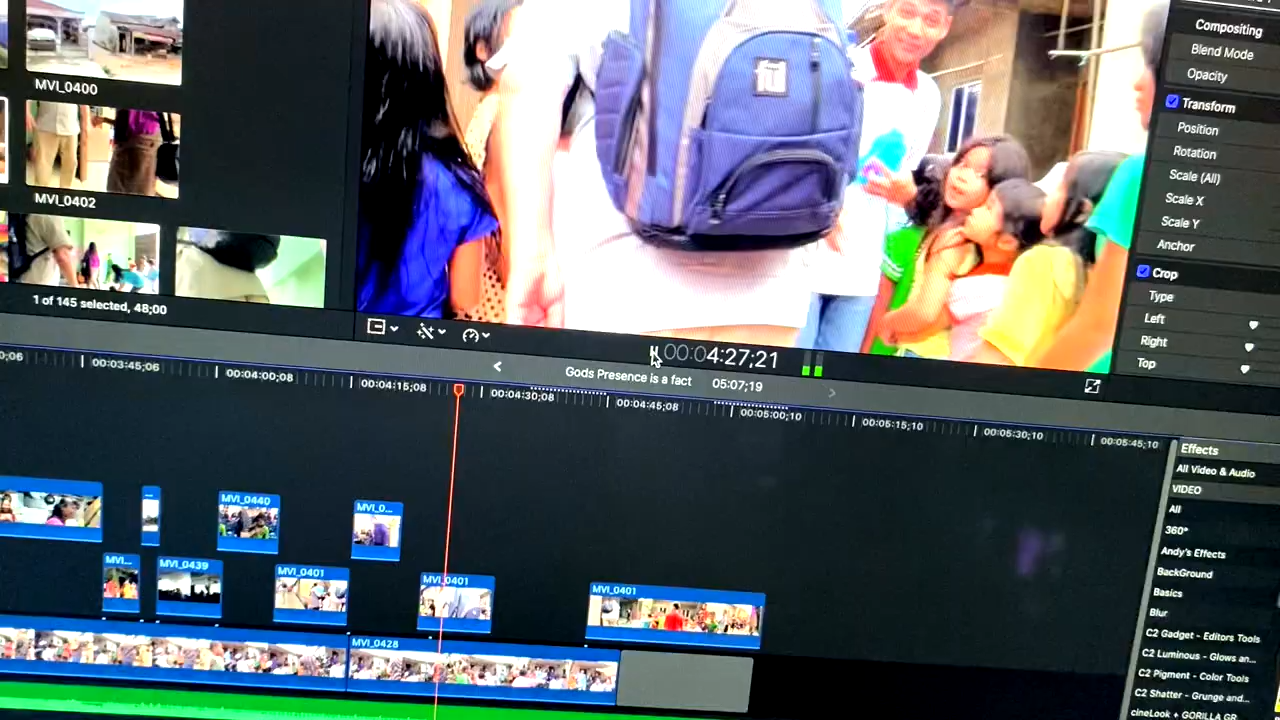 MVI_0400
MVI_0402
1 of 145 selected, 48;00
Compositing
Blend Mode
Opacity
Transform
Position
Rotation
Scale (All)
Scale X
Scale Y
Anchor
Crop
Type
Left
Right
Top
00:04:27;21
Gods Presence is a fact 05:07;19
0;06
00:03:45;06
00:04:00;08
00:04:15;08
00:04:30;08
00:04:45;08
00:05:00;10
00:05:15;10
00:05:30;10
00:05:45;10
MVI_0440
MVI_0...
MVI...
MVI_0439
MVI_0401
MVI_0401
MVI_0401
MVI_0428
Effects
All Video & Audio
VIDEO
All
360°
Andy's Effects
BackGround
Basics
Blur
C2 Gadget - Editors Tools
C2 Luminous - Glows an...
C2 Pigment - Color Tools
C2 Shatter - Grunge and...
cineLook + GORILLA GR